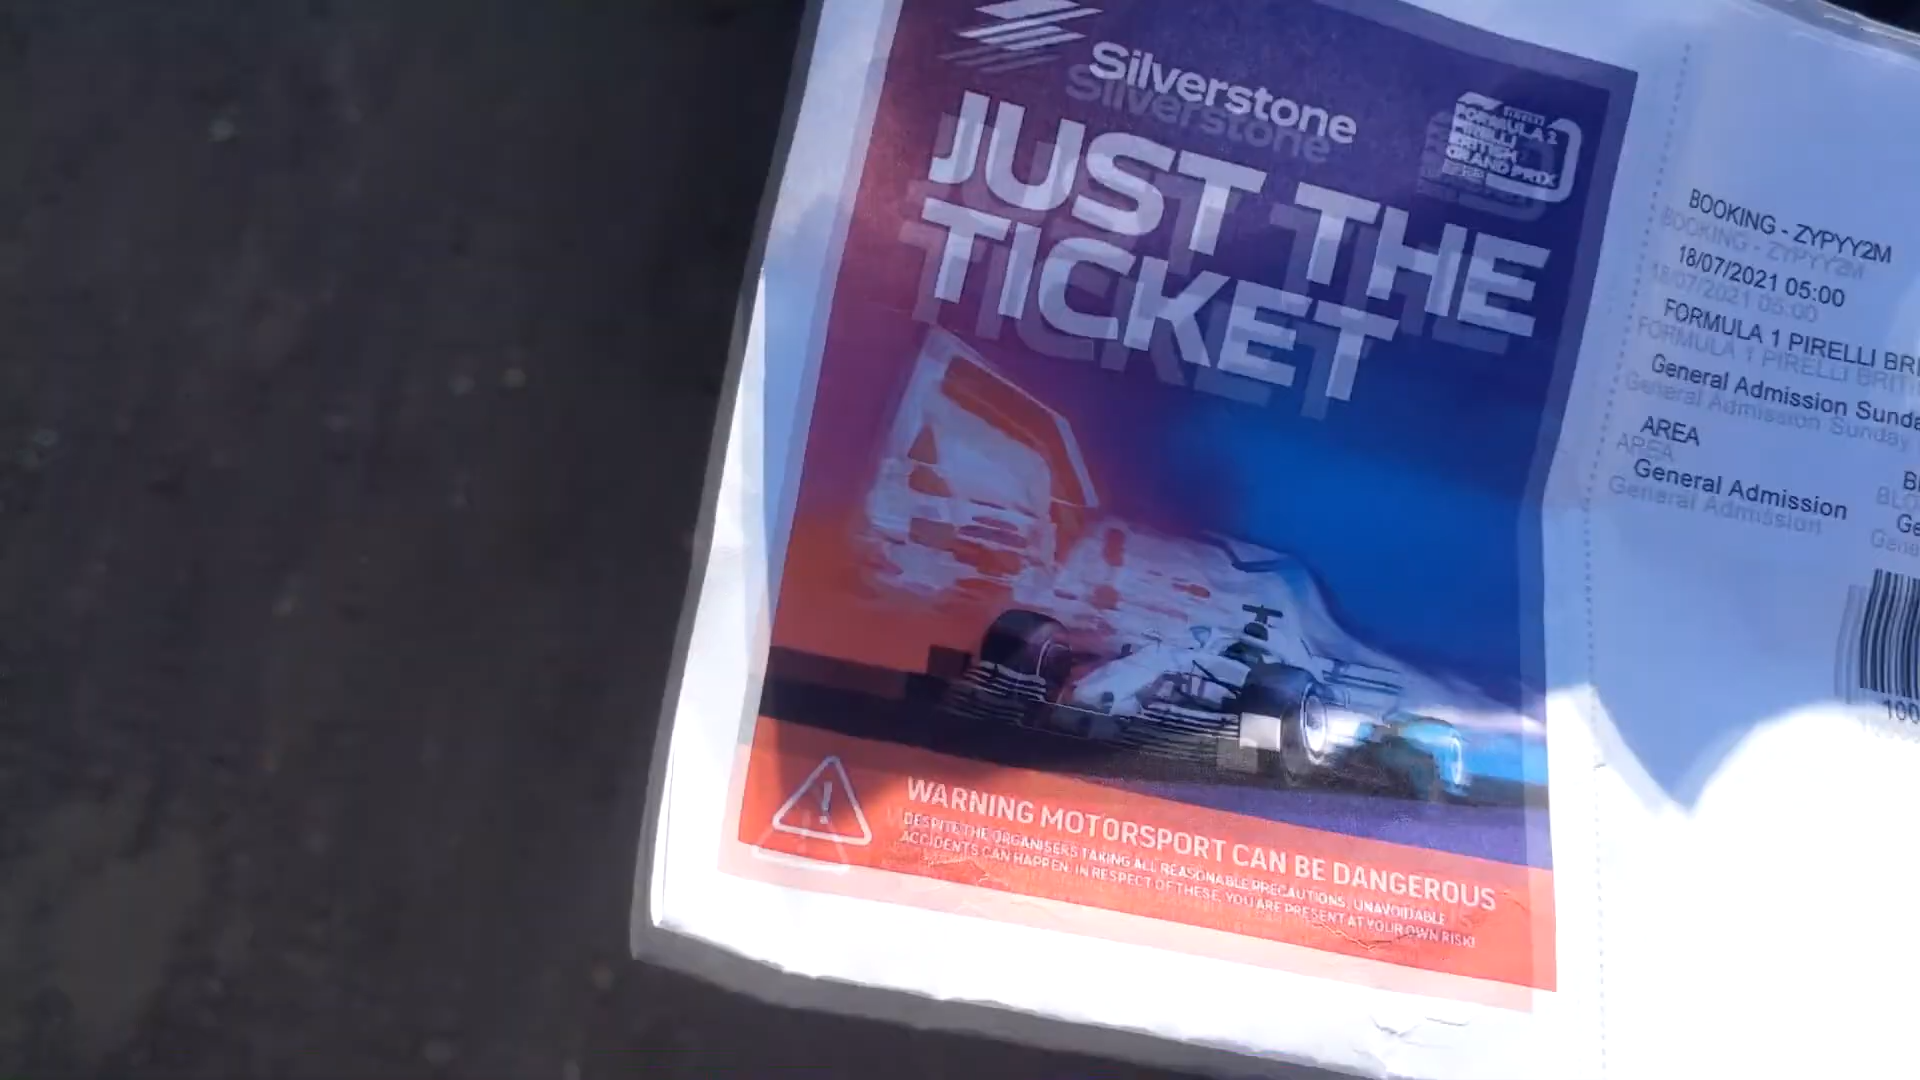 Silverstone
JUST THE
TICKET
PIRELLI
FORMULA 1
PIRELLI
BRITISH
GRAND PRIX
BOOKING - ZYPYY2M
18/07/2021 05:00
FORMULA 1 PIRELLI BRI
General Admission Sunda
AREA
General Admission
100
WARNING MOTORSPORT CAN BE DANGEROUS
DESPITE THE ORGANISERS TAKING ALL REASONABLE PRECAUTIONS, UNAVOIDABLE
ACCIDENTS CAN HAPPEN. IN RESPECT OF THESE, YOU ARE PRESENT AT YOUR OWN RISK!